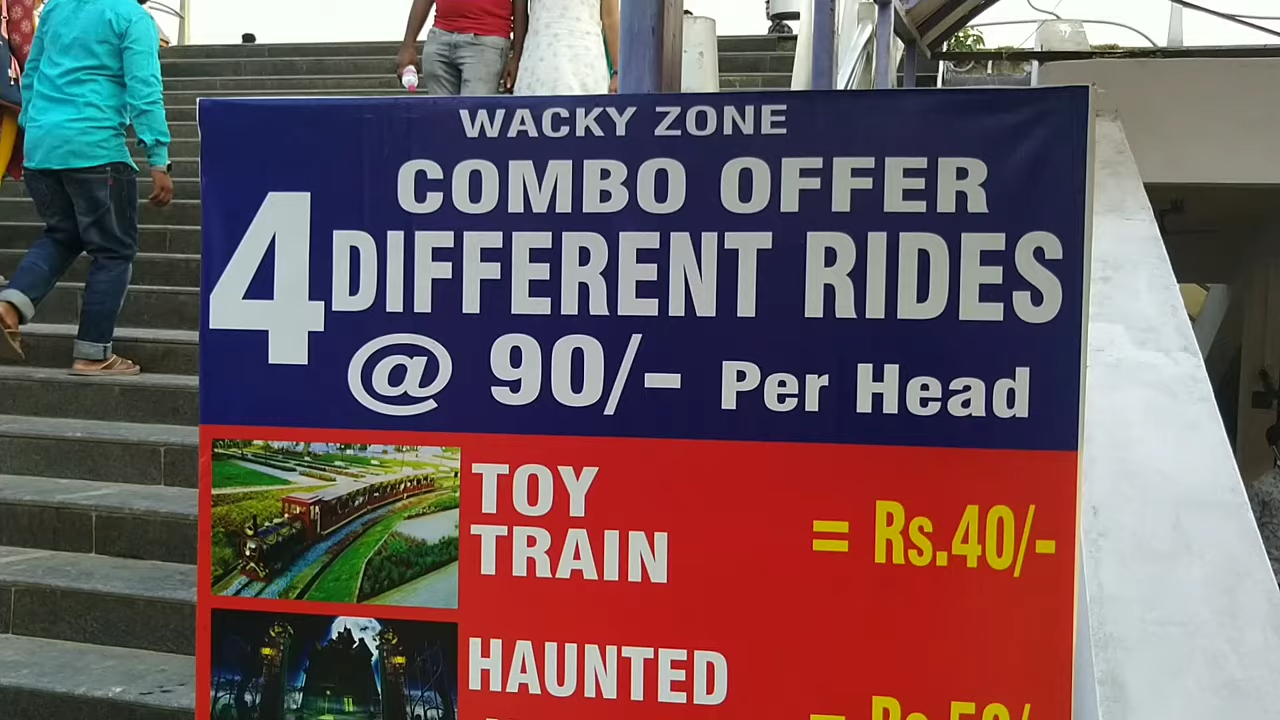 WACKY ZONE
COMBO OFFER
4 DIFFERENT RIDES
@ 90/- Per Head
TOY
TRAIN = Rs.40/-
HAUNTED